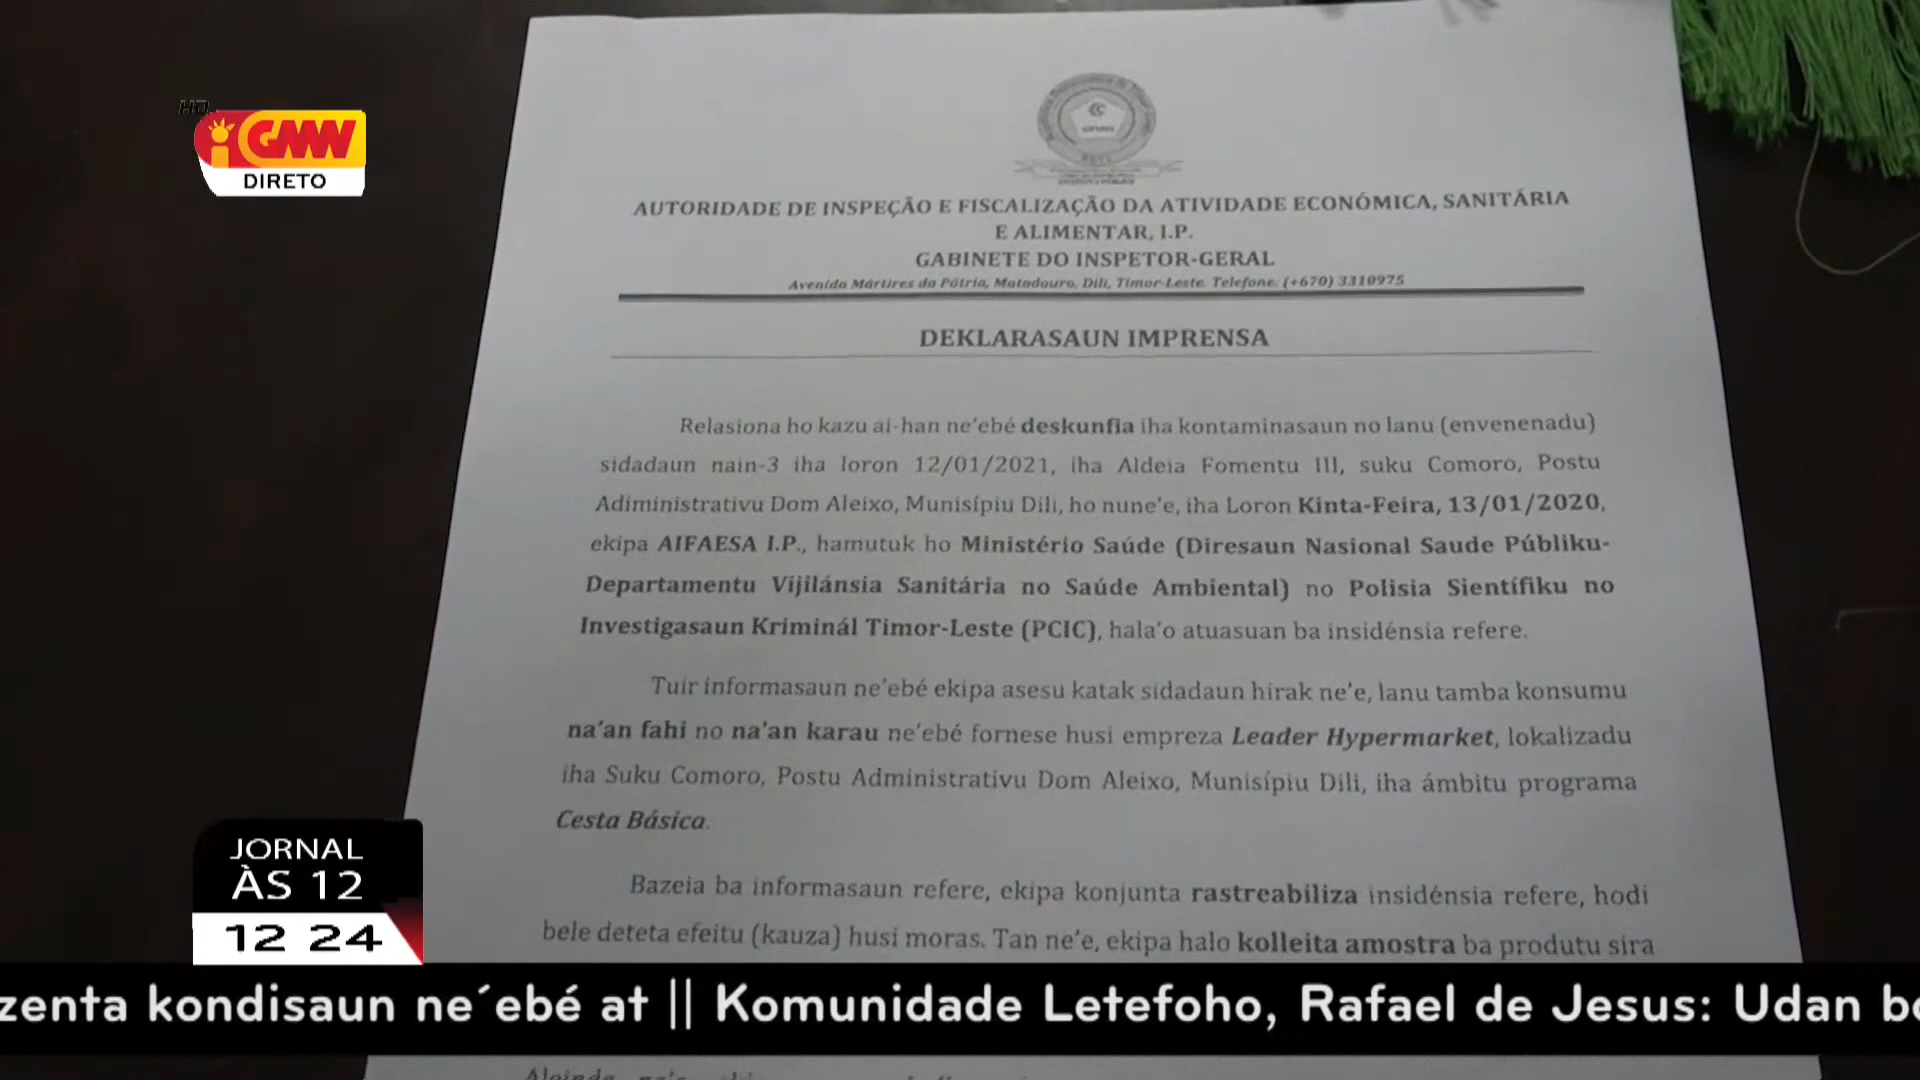 HD
GMN
DIRETO
AUTORIDADE DE INSPEÇÃO E FISCALIZAÇÃO DA ATIVIDADE ECONÓMICA, SANITÁRIA
E ALIMENTAR, I.P.
GABINETE DO INSPETOR-GERAL
Avenida Mártires da Pátria, Matadouro, Dili, Timor-Leste. Telefone. (+670) 3310975
DEKLARASAUN IMPRENSA
Relasiona ho kazu ai-han ne'ebé deskunfia iha kontaminasaun no lanu (envenenadu)
sidadaun nain-3 iha loron 12/01/2021, iha Aldeia Fomentu III, suku Comoro, Postu
Adiministrativu Dom Aleixo, Munisípiu Dili, ho nune'e, iha Loron Kinta-Feira, 13/01/2020,
ekipa AIFAESA I.P., hamutuk ho Ministério Saúde (Diresaun Nasional Saude Públiku-
Departamentu Vijilánsia Sanitária no Saúde Ambiental) no Polisia Sientífiku no
Investigasaun Kriminál Timor-Leste (PCIC), hala'o atuasuan ba insidénsia refere.
Tuir informasaun ne'ebé ekipa asesu katak sidadaun hirak ne'e, lanu tamba konsumu
na'an fahi no na'an karau ne'ebé fornese husi empreza Leader Hypermarket, lokalizadu
iha Suku Comoro, Postu Administrativu Dom Aleixo, Munisípiu Dili, iha ámbitu programa
Cesta Básica.
Bazeia ba informasaun refere, ekipa konjunta rastreabiliza insidénsia refere, hodi
bele deteta efeitu (kauza) husi moras. Tan ne'e, ekipa halo kolleita amostra ba produtu sira
JORNAL
ÀS 12
12 24
zenta kondisaun ne´ebé at || Komunidade Letefoho, Rafael de Jesus: Udan bo